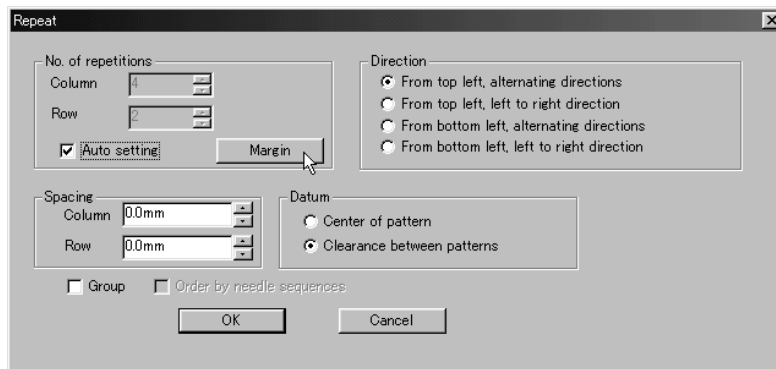 Repeat
No. of repetitions
Column 4
Row 2
Auto setting
Margin
Direction
From top left, alternating directions
From top left, left to right direction
From bottom left, alternating directions
From bottom left, left to right direction
Spacing
Column 0.0mm
Row 0.0mm
Datum
Center of pattern
Clearance between patterns
Group
Order by needle sequences
OK
Cancel